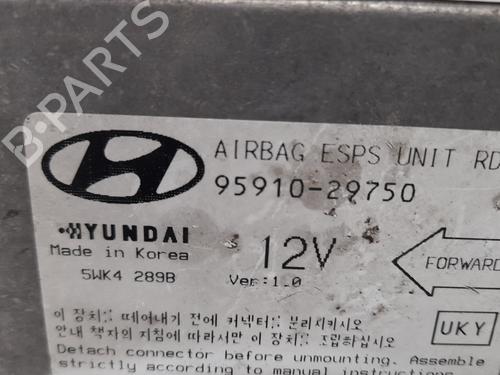 B-PARTS
AIRBAG ESPS UNIT RD
95910-29750
HYUNDAI
Made in Korea
5WK4 289B
12V
Ver:1.0
FORWARD
UKY
이 장치를 떼어내기 전에 커넥터를 분리시키시오
안내 책자의 지침에 따라서만 이 장치를 조립하십시오
Detach connector before unmounting. Assemble
strictly according to manual instructions.